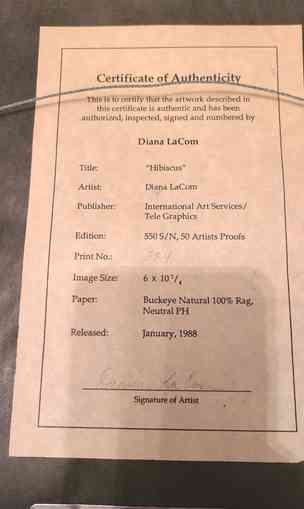 Certificate of Authenticity
This is to certify that the artwork described in
this certificate is authentic and has been
authorized, inspected, signed and numbered by
Diana LaCom
Title: "Hibiscus"
Artist: Diana LaCom
Publisher: International Art Services/
Tele Graphics
Edition: 550 S/N, 50 Artists Proofs
Print No.:
Image Size: 6 x 10
Paper: Buckeye Natural 100% Rag,
Neutral PH
Released: January, 1988
Signature of Artist